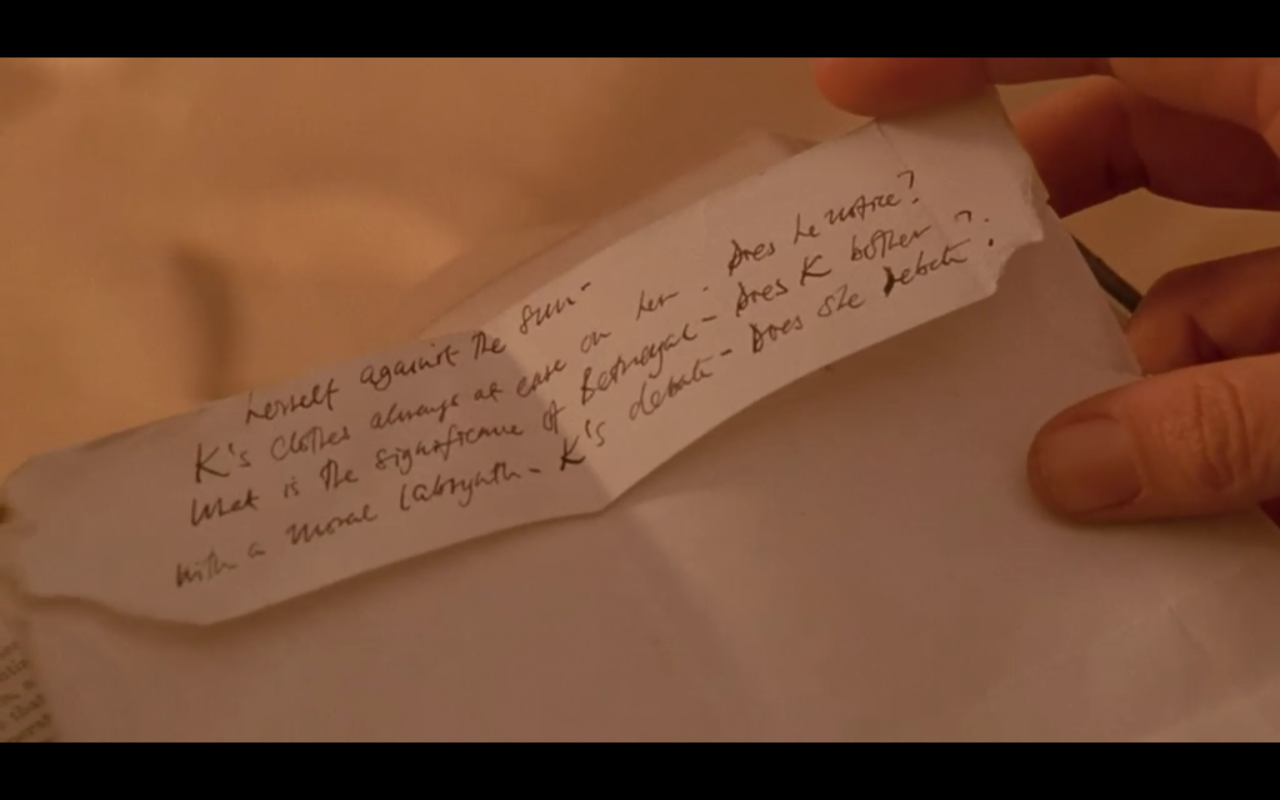 herself against the sun-
K's clothes always at ease on her. Does he notice?
What is the significance of Betrayal - Does K bother?
with a moral labrynth - K's debate - Does she debate?